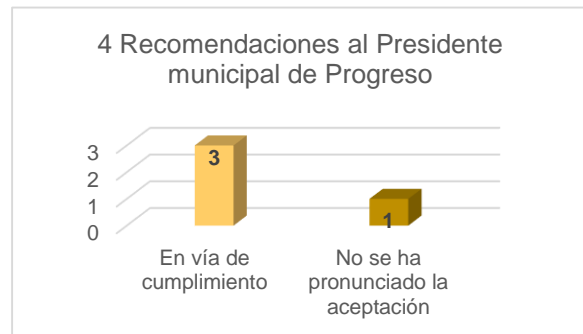 4 Recomendaciones al Presidente
municipal de Progreso
3
2
1
0
3
1
En vía de
cumplimiento
No se ha
pronunciado la
aceptación